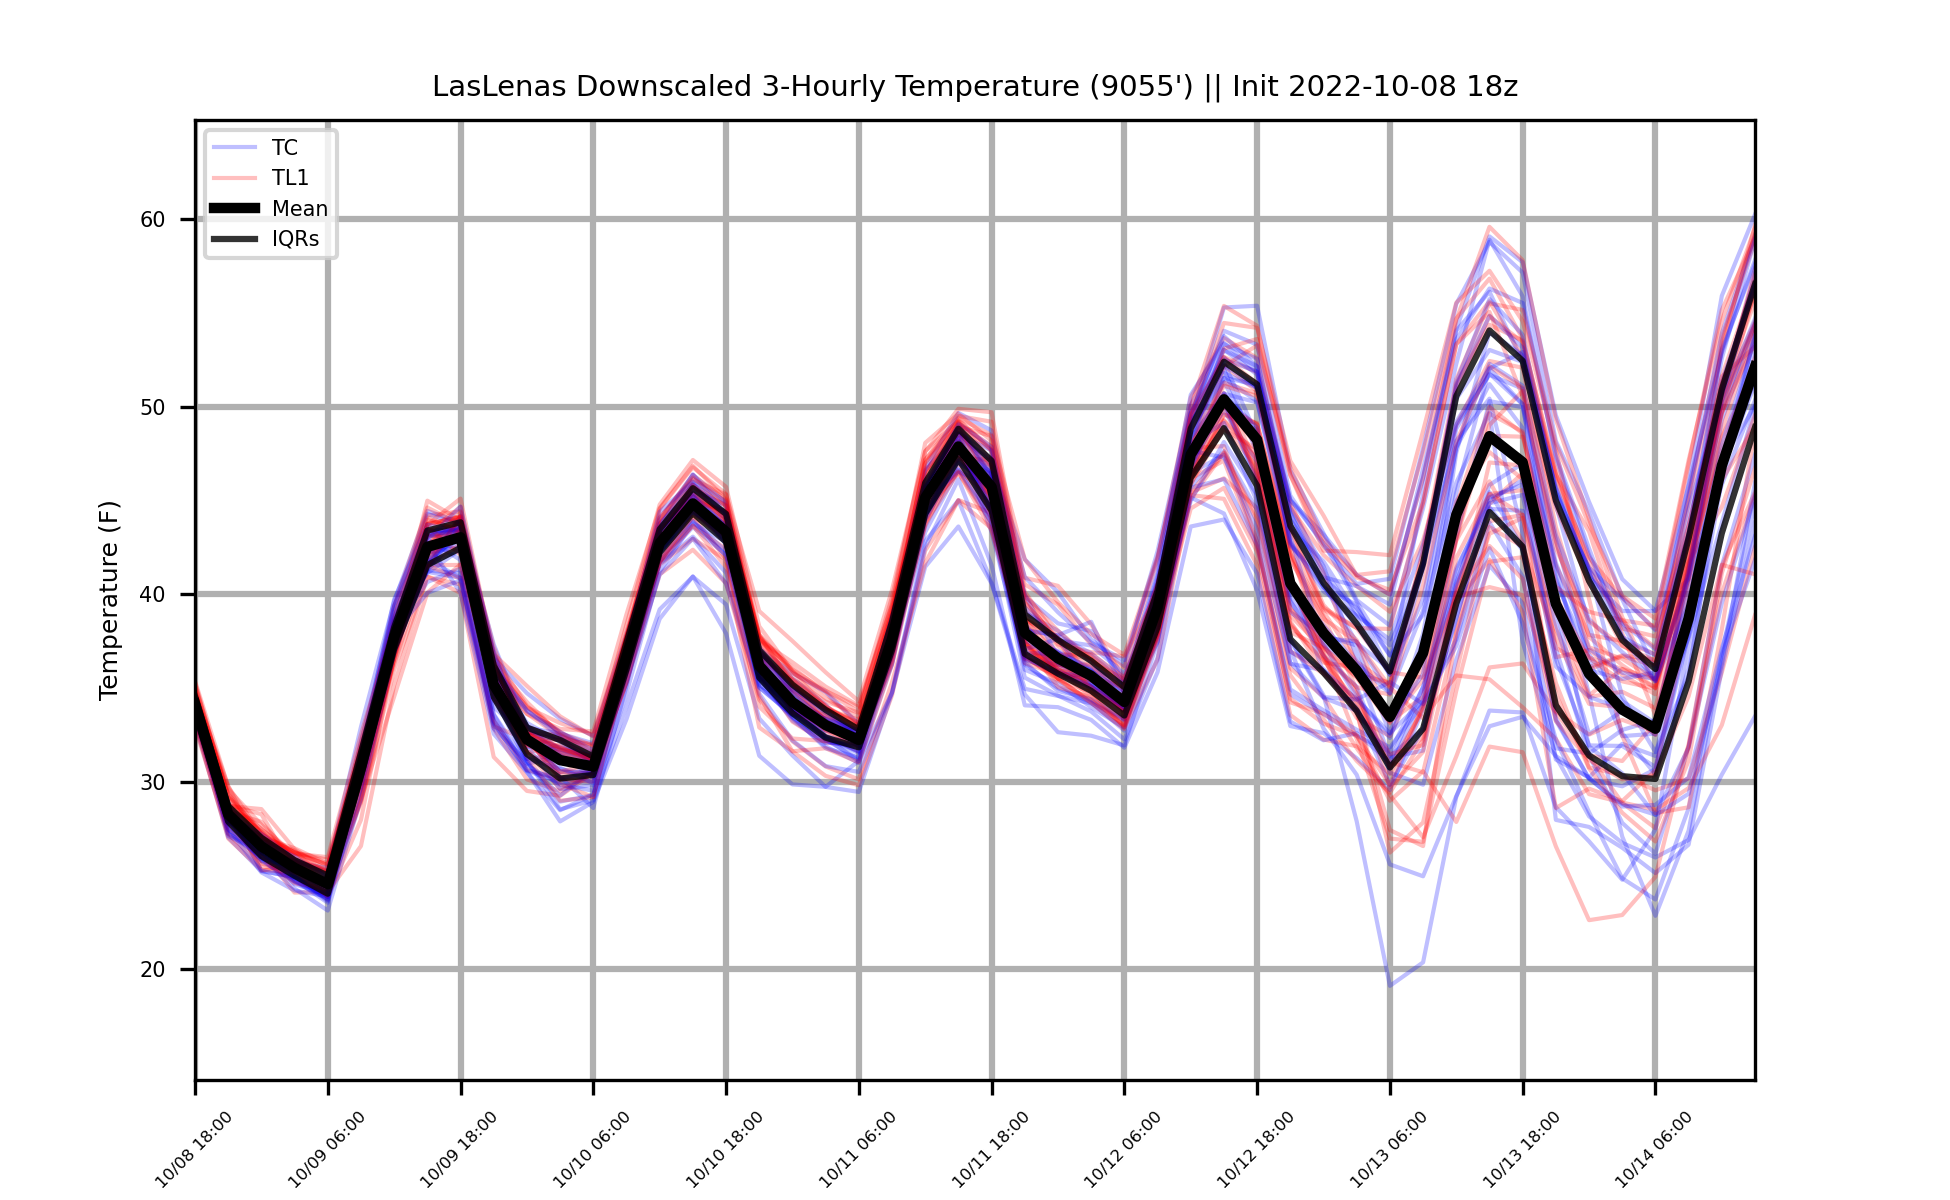 LasLenas Downscaled 3-Hourly Temperature (9055') || Init 2022-10-08 18z
TC
TL1
Mean
IQRs
Temperature (F)
60
50
40
30
20
10/08 18:00
10/09 06:00
10/09 18:00
10/10 06:00
10/10 18:00
10/11 06:00
10/11 18:00
10/12 06:00
10/12 18:00
10/13 06:00
10/13 18:00
10/14 06:00